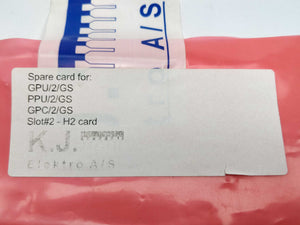 A/S
Spare card for:
GPU/2/GS
PPU/2/GS
GPC/2/GS
Slot#2 - H2 card
K.J.
Elektro A/S